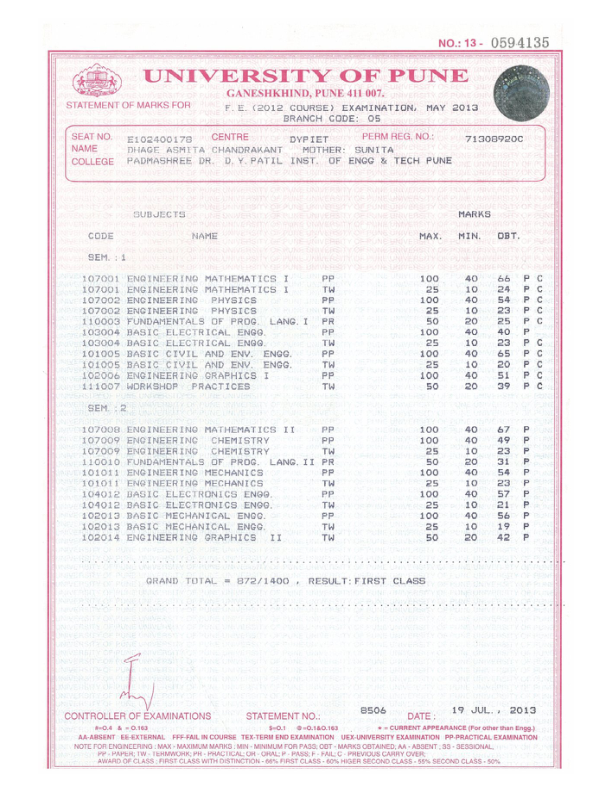 NO.: 13 - 0594135
UNIVERSITY OF PUNE
GANESHKHIND, PUNE 411 007.
STATEMENT OF MARKS FOR F.E.(2012 COURSE) EXAMINATION, MAY 2013
BRANCH CODE: 05
SEAT NO. E102400178 CENTRE DYPIET PERM REG. NO.: 71308920C
NAME DHAGE ASMITA CHANDRAKANT MOTHER: SUNITA
COLLEGE PADMASHREE DR. D.Y.PATIL INST. OF ENGG & TECH PUNE
SUBJECTS MARKS
CODE NAME MAX. MIN. OBT.
SEM. : 1
107001 ENGINEERING MATHEMATICS I PP 100 40 66 P C
107001 ENGINEERING MATHEMATICS I TW 25 10 24 P C
107002 ENGINEERING PHYSICS PP 100 40 54 P C
107002 ENGINEERING PHYSICS TW 25 10 23 P C
110003 FUNDAMENTALS OF PROG. LANG. I PR 50 20 25 P C
103004 BASIC ELECTRICAL ENGG. PP 100 40 40 P
103004 BASIC ELECTRICAL ENGG. TW 25 10 23 P C
101005 BASIC CIVIL AND ENV. ENGG. PP 100 40 65 P C
101005 BASIC CIVIL AND ENV. ENGG. TW 25 10 20 P C
102006 ENGINEERING GRAPHICS I PP 100 40 51 P C
111007 WORKSHOP PRACTICES TW 50 20 39 P C
SEM. : 2
107008 ENGINEERING MATHEMATICS II PP 100 40 67 P
107009 ENGINEERING CHEMISTRY PP 100 40 49 P
107009 ENGINEERING CHEMISTRY TW 25 10 23 P
110010 FUNDAMENTALS OF PROG. LANG. II PR 50 20 31 P
101011 ENGINEERING MECHANICS PP 100 40 54 P
101011 ENGINEERING MECHANICS TW 25 10 23 P
104012 BASIC ELECTRONICS ENGG. PP 100 40 57 P
104012 BASIC ELECTRONICS ENGG. TW 25 10 21 P
102013 BASIC MECHANICAL ENGG. PP 100 40 56 P
102013 BASIC MECHANICAL ENGG. TW 25 10 19 P
102014 ENGINEERING GRAPHICS II TW 50 20 42 P
GRAND TOTAL = 872/1400 , RESULT:FIRST CLASS
CONTROLLER OF EXAMINATIONS STATEMENT NO.: 8506 DATE : 19 JUL., 2013
#=0.4 & = 0.163 $=0.1 @=0.1&0.163 * = CURRENT APPEARANCE (For other than Engg.)
AA-ABSENT EE-EXTERNAL FFF-FAIL IN COURSE TEX-TERM END EXAMINATION UEX-UNIVERSITY EXAMINATION PP-PRACTICAL EXAMINATION
NOTE FOR ENGINEERING : MAX - MAXIMUM MARKS ; MIN - MINIMUM FOR PASS; OBT - MARKS OBTAINED; AA - ABSENT ; SS - SESSIONAL,
PP - PAPER; TW - TERMWORK; PR - PRACTICAL; OR - ORAL; P - PASS; F - FAIL; C - PREVIOUS CARRY OVER;
AWARD OF CLASS : FIRST CLASS WITH DISTINCTION - 66% FIRST CLASS - 60% HIGER SECOND CLASS - 55% SECOND CLASS - 50%